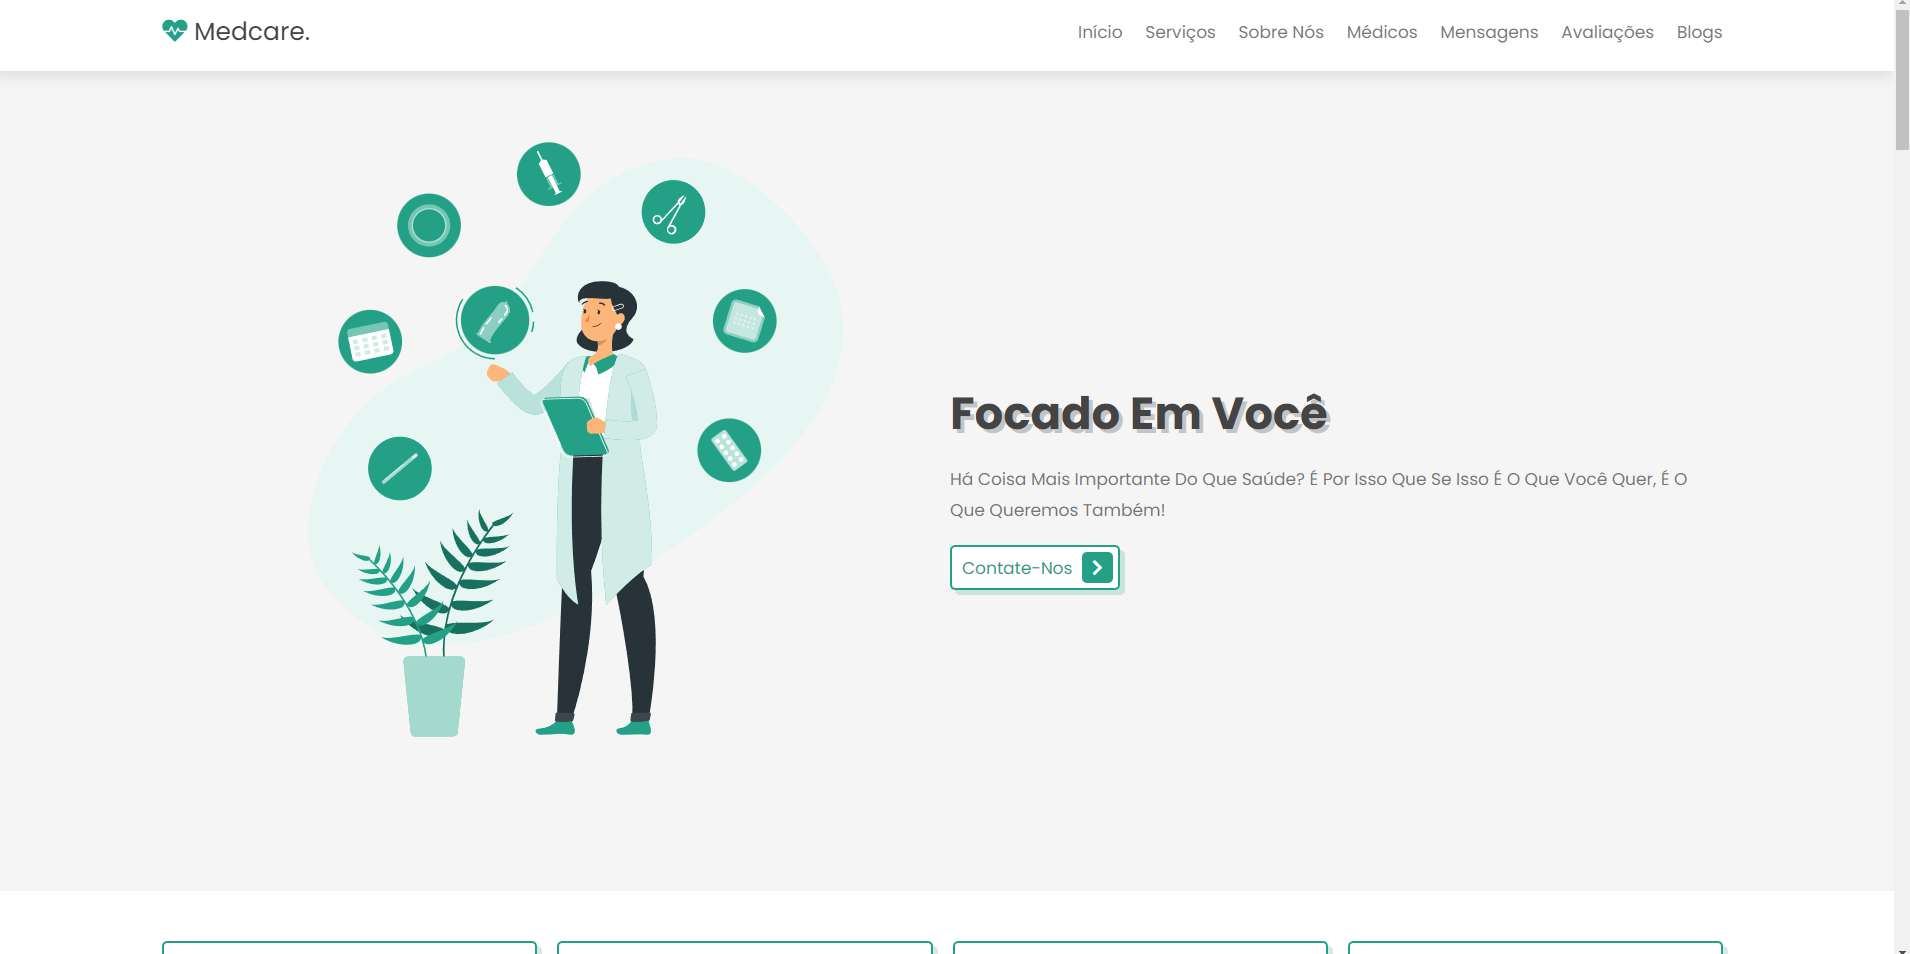 Medcare.
Início Serviços Sobre Nós Médicos Mensagens Avaliações Blogs
Focado Em Você
Há Coisa Mais Importante Do Que Saúde? É Por Isso Que Se Isso É O Que Você Quer, É O
Que Queremos Também!
Contate-Nos